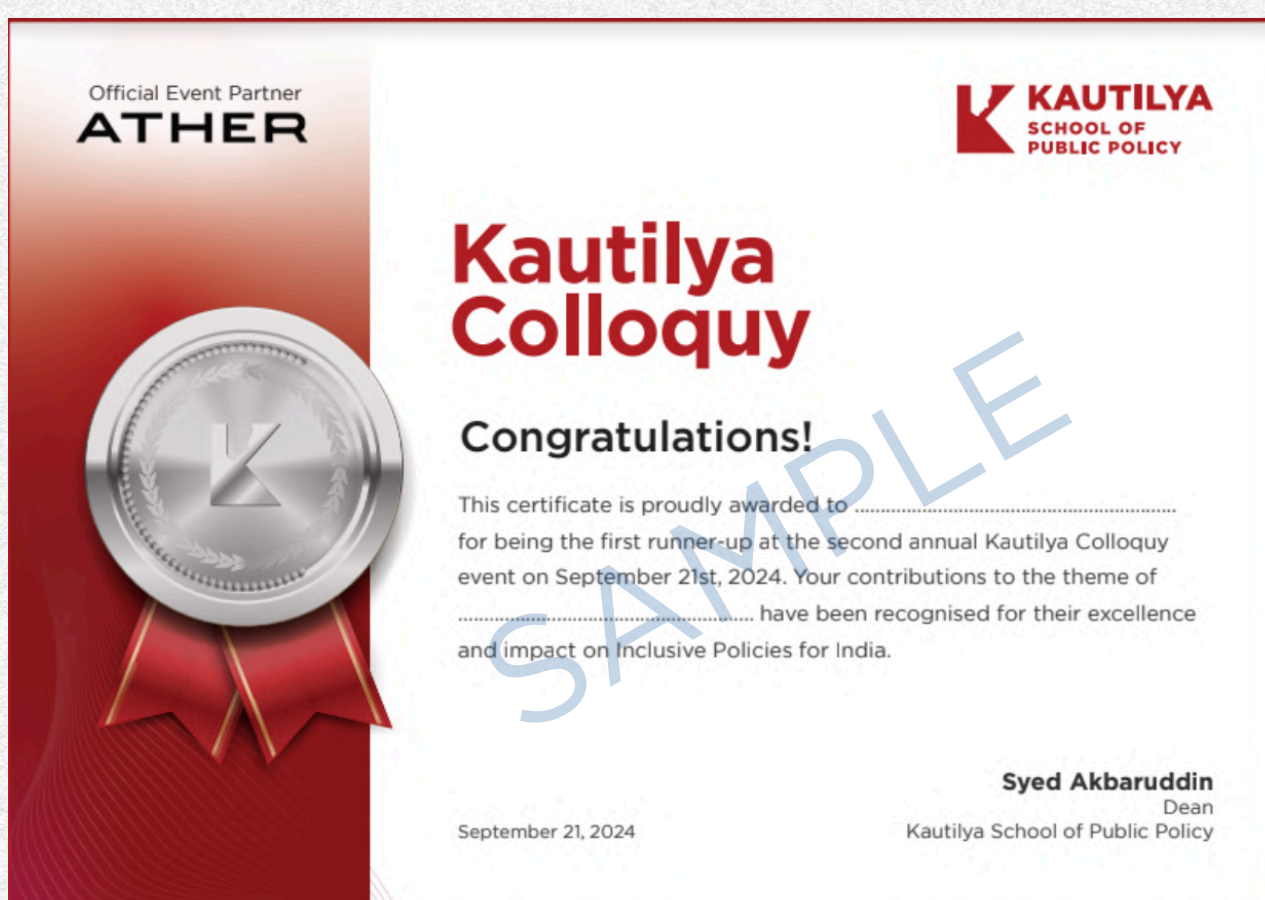 Official Event Partner
ATHER
KAUTILYA
SCHOOL OF
PUBLIC POLICY
Kautilya
Colloquy
Congratulations!
This certificate is proudly awarded to ..............................................................
for being the first runner-up at the second annual Kautilya Colloquy
event on September 21st, 2024. Your contributions to the theme of
......................................................... have been recognised for their excellence
and impact on Inclusive Policies for India.
SAMPLE
Syed Akbaruddin
Dean
September 21, 2024
Kautilya School of Public Policy